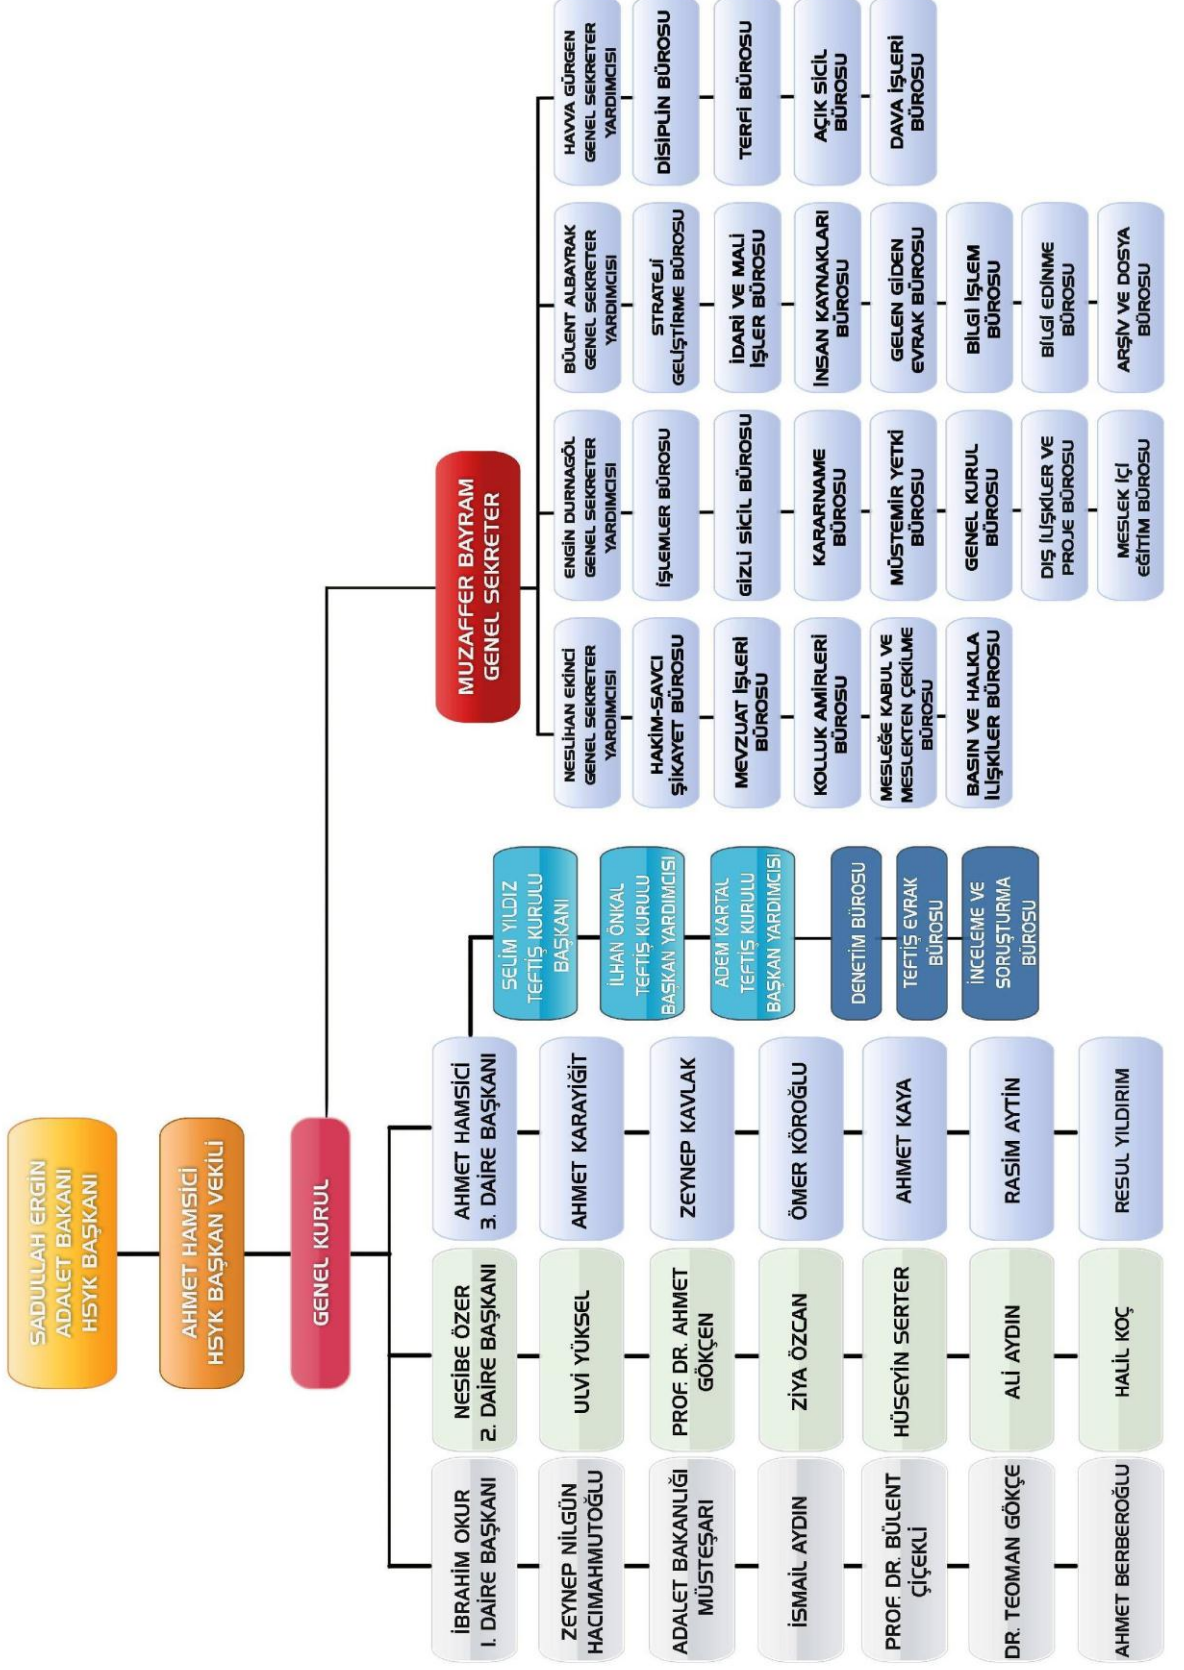 SADULLAH ERGİN
ADALET BAKANI
HSYK BAŞKANI
AHMET HAMSİCİ
HSYK BAŞKAN VEKİLİ
GENEL KURUL
MUZAFFER BAYRAM
GENEL SEKRETER
İBRAHİM OKUR
1. DAİRE BAŞKANI
ZEYNEP NİLGÜN
HACIMAHMUTOĞLU
ADALET BAKANLIĞI
MÜSTEŞARI
İSMAİL AYDIN
PROF. DR. BÜLENT
ÇİÇEKLİ
DR. TEOMAN GÖKÇE
AHMET BERBEROĞLU
NESİBE ÖZER
2. DAİRE BAŞKANI
ULVİ YÜKSEL
PROF. DR. AHMET
GÖKÇEN
ZİYA ÖZCAN
HÜSEYİN SERTER
ALİ AYDIN
HALİL KOÇ
AHMET HAMSİCİ
3. DAİRE BAŞKANI
AHMET KARAYİĞİT
ZEYNEP KAVLAK
ÖMER KÖROĞLU
AHMET KAYA
RASİM AYTİN
RESUL YILDIRIM
SELİM YILDIZ
TEFTİŞ KURULU
BAŞKANI
İLHAN ÖNKAL
TEFTİŞ KURULU
BAŞKAN YARDIMCISI
ADEM KARTAL
TEFTİŞ KURULU
BAŞKAN YARDIMCISI
DENETİM BÜROSU
TEFTİŞ EVRAK
BÜROSU
İNCELEME VE
SORUŞTURMA
BÜROSU
NESLİHAN EKİNCİ
GENEL SEKRETER
YARDIMCISI
HAKİM-SAVCI
ŞİKAYET BÜROSU
MEVZUAT İŞLERİ
BÜROSU
KOLLUK AMİRLERİ
BÜROSU
MESLEĞE KABUL VE
MESLEKTEN ÇEKİLME
BÜROSU
BASIN VE HALKLA
İLİŞKİLER BÜROSU
ENGİN DURNAGÖL
GENEL SEKRETER
YARDIMCISI
İŞLEMLER BÜROSU
GİZLİ SİCİL BÜROSU
KARARNAME
BÜROSU
MÜSTEMİR YETKİ
BÜROSU
GENEL KURUL
BÜROSU
DIŞ İLİŞKİLER VE
PROJE BÜROSU
MESLEK İÇİ
EĞİTİM BÜROSU
BÜLENT ALBAYRAK
GENEL SEKRETER
YARDIMCISI
STRATEJİ
GELİŞTİRME BÜROSU
İDARİ VE MALİ
İŞLER BÜROSU
İNSAN KAYNAKLARI
BÜROSU
GELEN GİDEN
EVRAK BÜROSU
BİLGİ İŞLEM
BÜROSU
BİLGİ EDİNME
BÜROSU
ARŞİV VE DOSYA
BÜROSU
HAVVA GÜRGEN
GENEL SEKRETER
YARDIMCISI
DİSİPLİN BÜROSU
TERFİ BÜROSU
AÇIK SİCİL
BÜROSU
DAVA İŞLERİ
BÜROSU